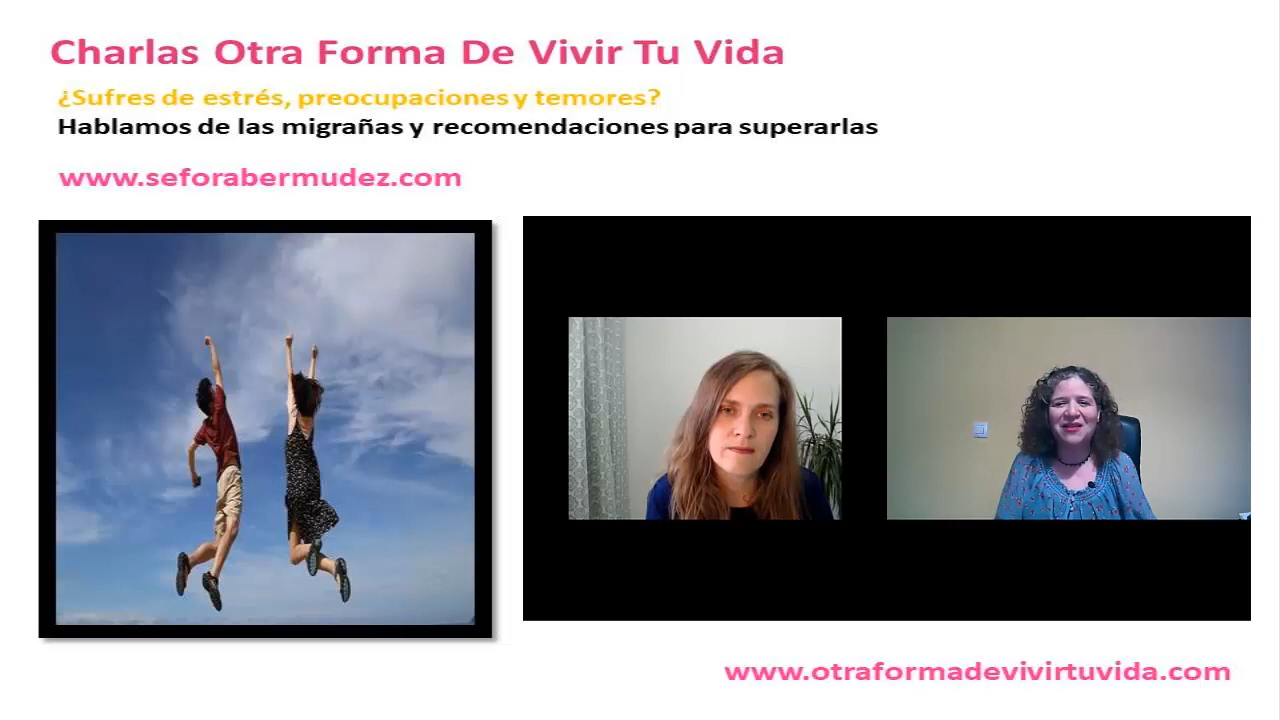 Charlas Otra Forma De Vivir Tu Vida
¿Sufres de estrés, preocupaciones y temores?
Hablamos de las migrañas y recomendaciones para superarlas
www.seforabermudez.com
www.otraformadevivirtuvida.com